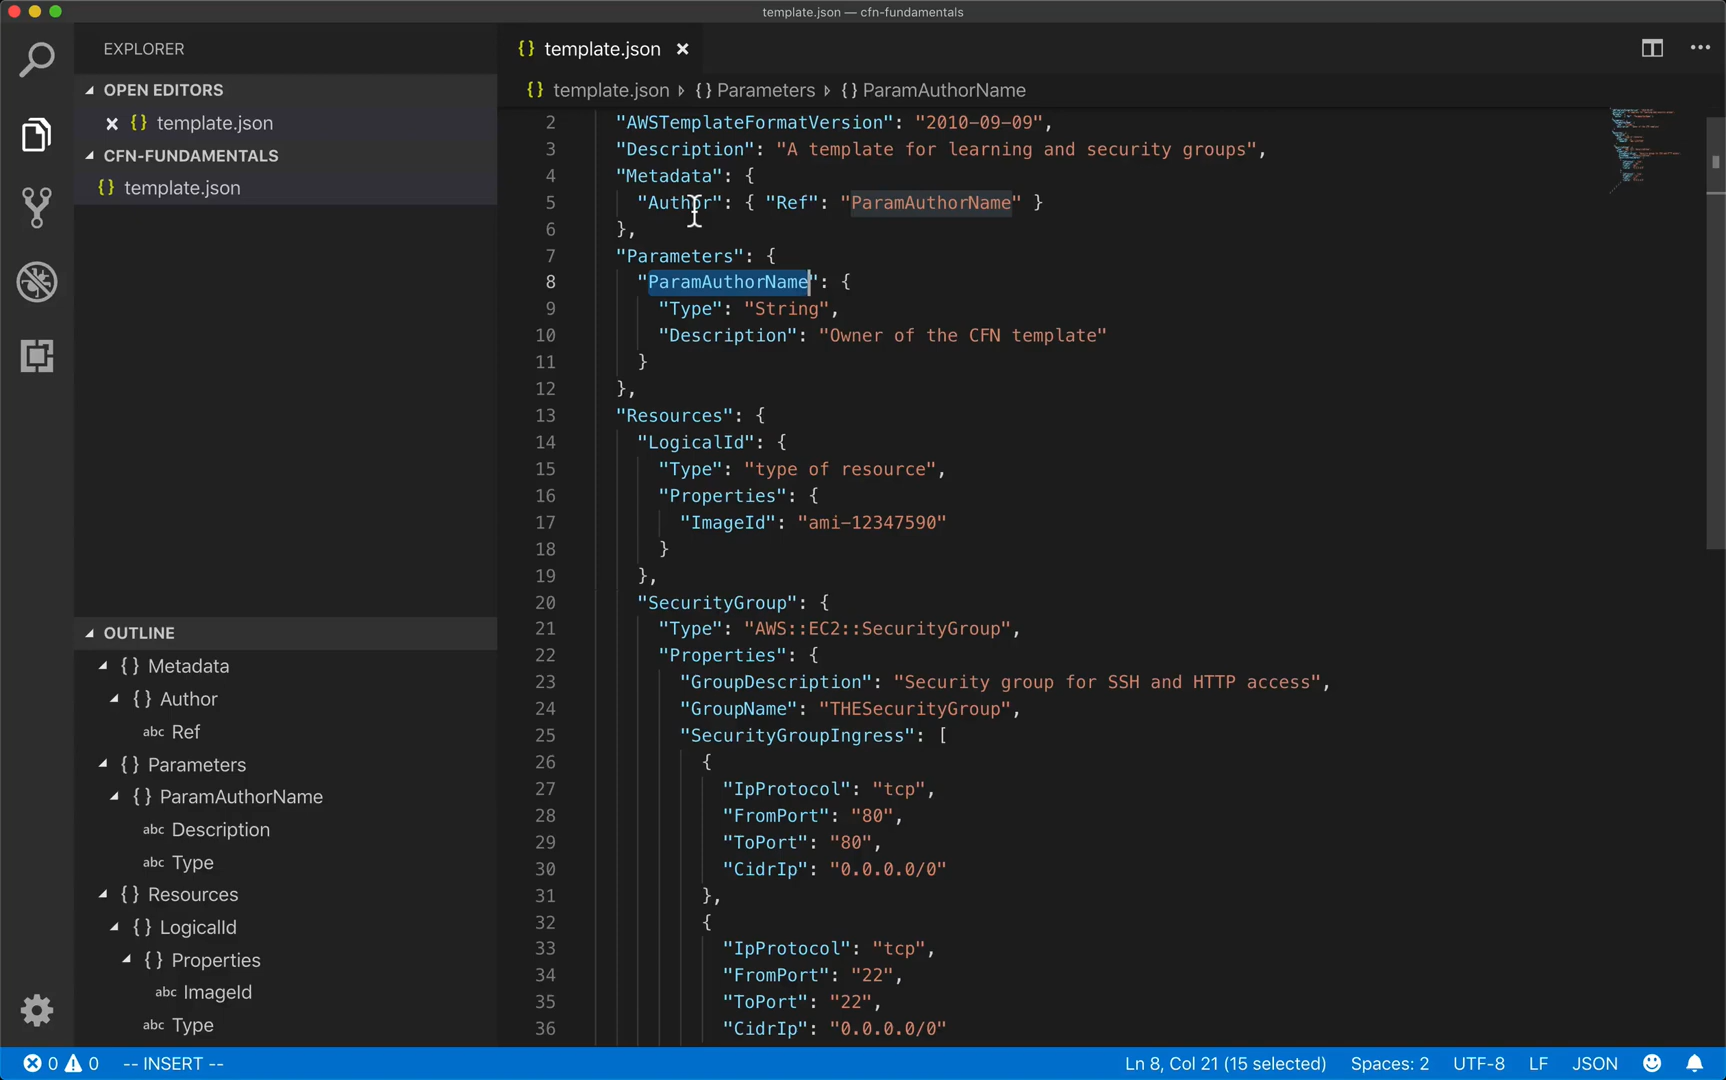 template.json — cfn-fundamentals
EXPLORER
OPEN EDITORS
template.json
CFN-FUNDAMENTALS
template.json
OUTLINE
Metadata
Author
abc Ref
Parameters
ParamAuthorName
abc Description
abc Type
Resources
LogicalId
Properties
abc ImageId
abc Type
{} template.json ×
{} template.json › {} Parameters › {} ParamAuthorName
2 "AWSTemplateFormatVersion": "2010-09-09",
3 "Description": "A template for learning and security groups",
4 "Metadata": {
5 "Author": { "Ref": "ParamAuthorName" }
6 },
7 "Parameters": {
8 "ParamAuthorName": {
9 "Type": "String",
10 "Description": "Owner of the CFN template"
11 }
12 },
13 "Resources": {
14 "LogicalId": {
15 "Type": "type of resource",
16 "Properties": {
17 "ImageId": "ami-12347590"
18 }
19 },
20 "SecurityGroup": {
21 "Type": "AWS::EC2::SecurityGroup",
22 "Properties": {
23 "GroupDescription": "Security group for SSH and HTTP access",
24 "GroupName": "THESecurityGroup",
25 "SecurityGroupIngress": [
26 {
27 "IpProtocol": "tcp",
28 "FromPort": "80",
29 "ToPort": "80",
30 "CidrIp": "0.0.0.0/0"
31 },
32 {
33 "IpProtocol": "tcp",
34 "FromPort": "22",
35 "ToPort": "22",
36 "CidrIp": "0.0.0.0/0"
0 0 -- INSERT -- Ln 8, Col 21 (15 selected) Spaces: 2 UTF-8 LF JSON